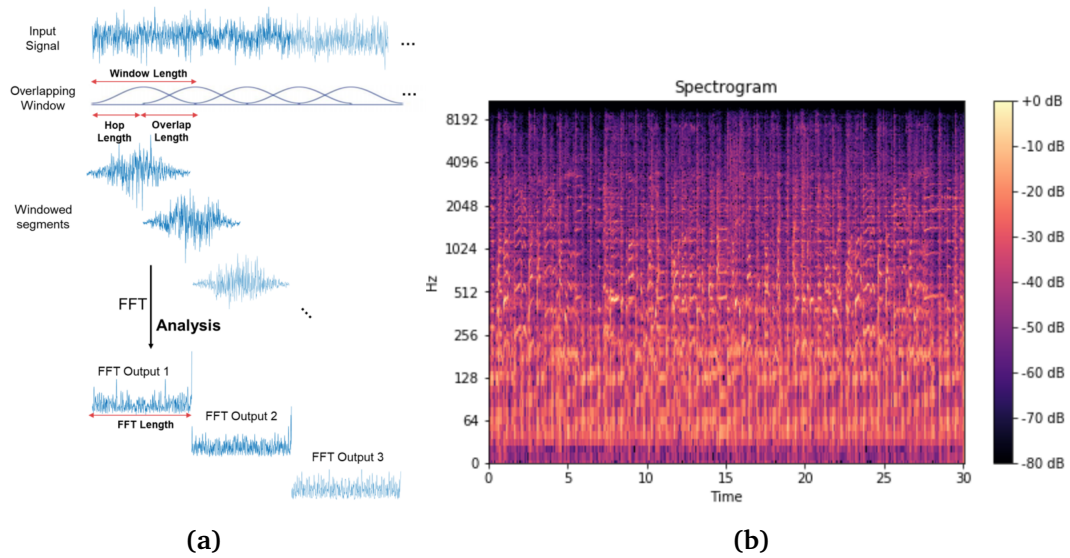 Input
Signal
...
Window Length
Overlapping
Window
...
Hop
Length
Overlap
Length
Windowed
segments
...
FFT
Analysis
FFT Output 1
FFT Length
FFT Output 2
FFT Output 3
(a)
Spectrogram
Hz
8192
4096
2048
1024
512
256
128
64
0
0 5 10 15 20 25 30
Time
+0 dB
-10 dB
-20 dB
-30 dB
-40 dB
-50 dB
-60 dB
-70 dB
-80 dB
(b)